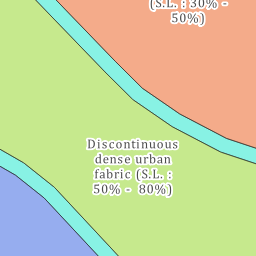 (S.L. : 30% -
50%)
Discontinuous
dense urban
fabric (S.L. :
50% - 80%)